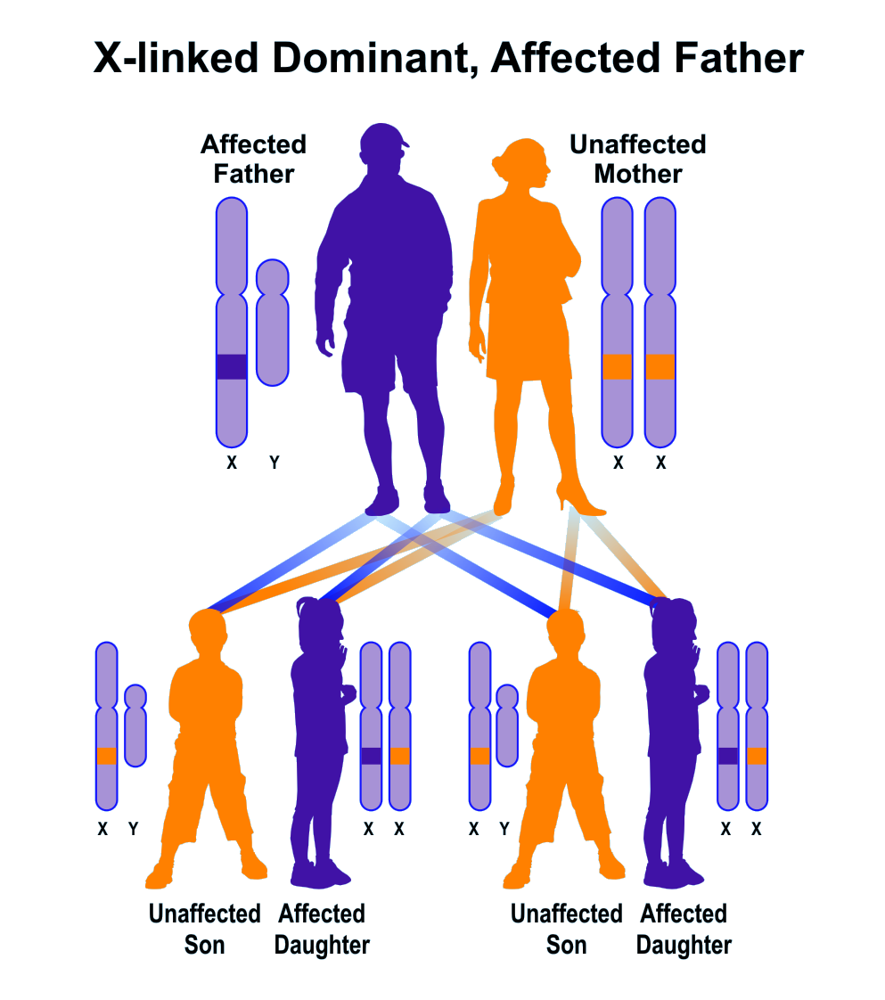 X-linked Dominant, Affected Father
Affected
Father
Unaffected
Mother
X Y
X X
X Y
X X
X Y
X X
Unaffected
Son
Affected
Daughter
Unaffected
Son
Affected
Daughter